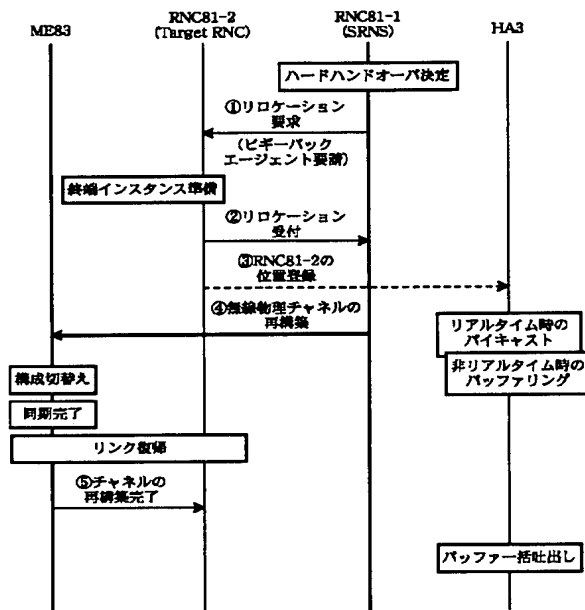 ME83
RNC81-2
(Target RNC)
RNC81-1
(SRNS)
HA3
ハードハンドオーバ決定
①リロケーション
要求
(ピギーバック
エージェント要請)
終端インスタンス準備
②リロケーション
受付
③RNC81-2の
位置登録
④無線物理チャネルの
再構築
リアルタイム時の
バイキャスト
非リアルタイム時の
バッファリング
構成切替え
同期完了
リンク復帰
⑤チャネルの
再構築完了
バッファ一括吐出し